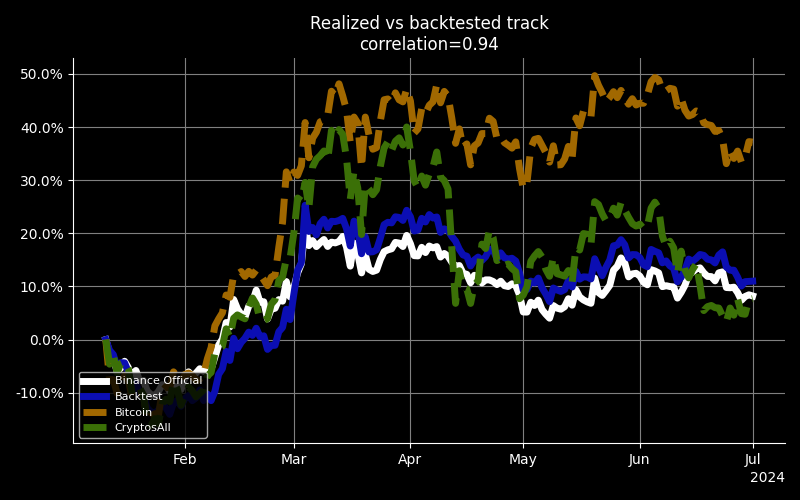 Realized vs backtested track
correlation=0.94
50.0%
40.0%
30.0%
20.0%
10.0%
0.0%
-10.0%
Binance Official
Backtest
Bitcoin
CryptosAll
Feb Mar Apr May Jun Jul
2024